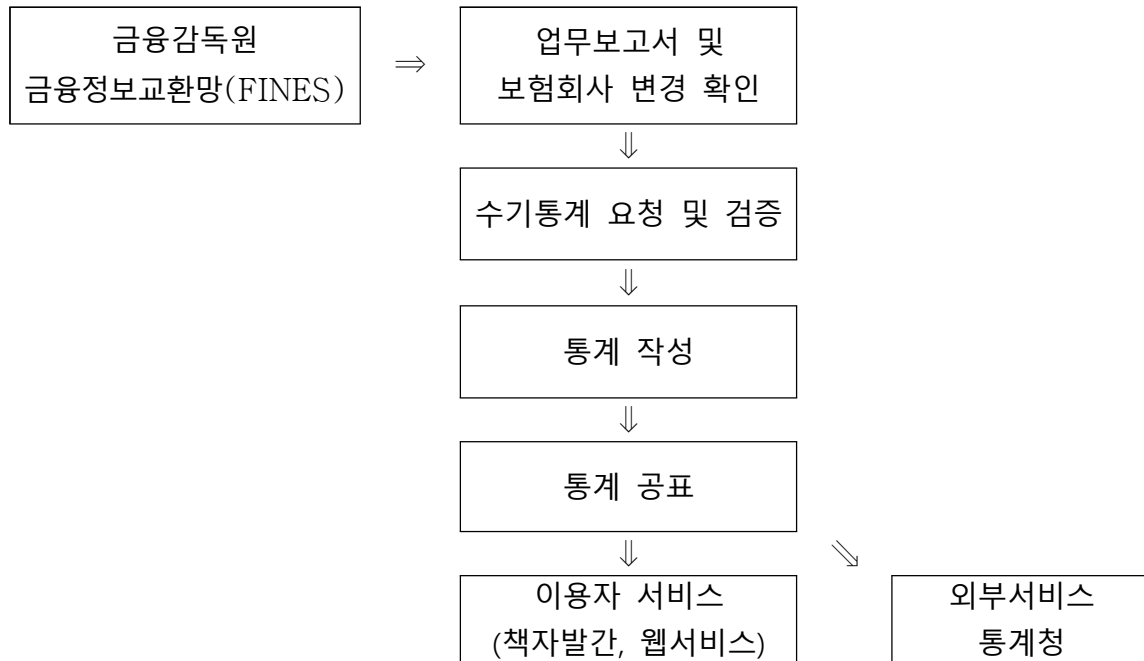 금융감독원
금융정보교환망(FINES)
⇒
업무보고서 및
보험회사 변경 확인
⇓
수기통계 요청 및 검증
⇓
통계 작성
⇓
통계 공표
⇓
⇘
이용자 서비스
(책자발간, 웹서비스)
외부서비스
통계청